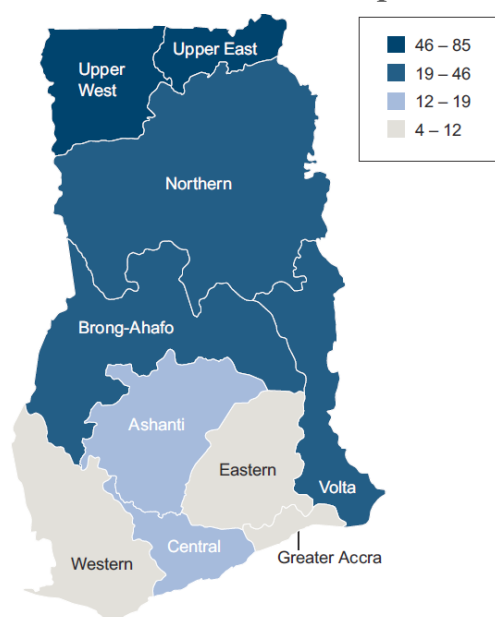 Upper East
Upper
West
Northern
Brong-Ahafo
Ashanti
Eastern
Volta
Central
Western
Greater Accra
46 – 85
19 – 46
12 – 19
4 – 12